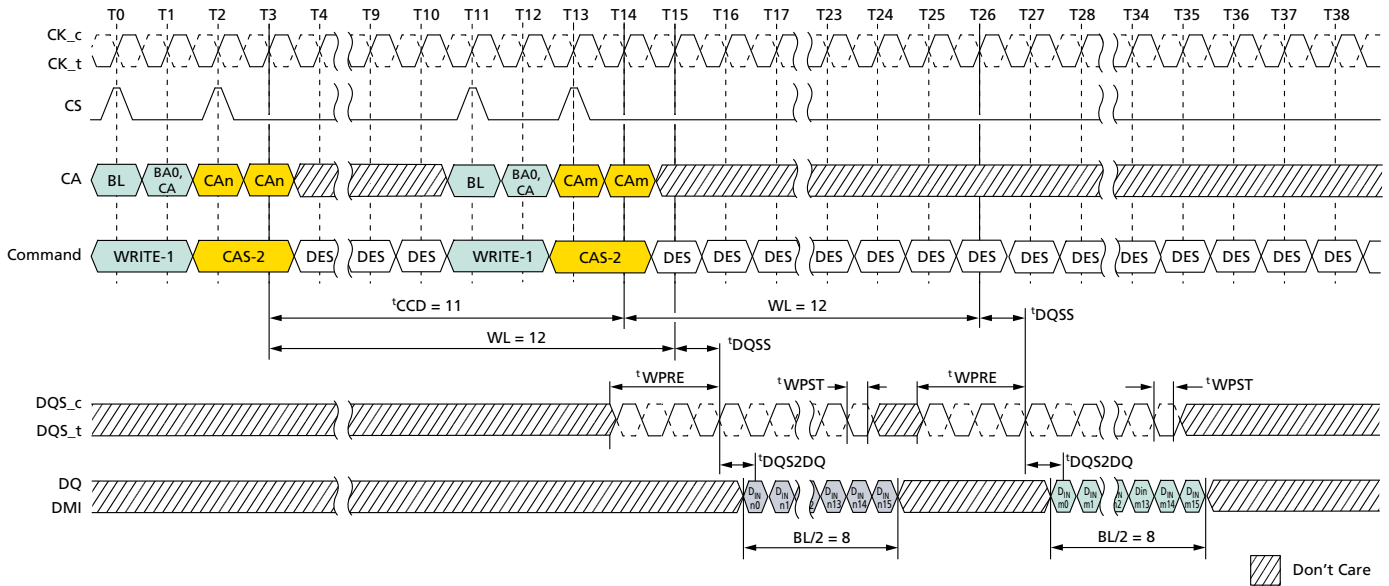 T0 T1 T2 T3 T4 T9 T10 T11 T12 T13 T14 T15 T16 T17 T23 T24 T25 T26 T27 T28 T34 T35 T36 T37 T38
CK_c
CK_t
CS
CA BL BA0, CA CAn CAn BL BA0, CA CAm CAm
Command WRITE-1 CAS-2 DES DES DES WRITE-1 CAS-2 DES DES DES DES DES DES DES DES DES DES DES DES DES DES
tCCD = 11 WL = 12 tDQSS
WL = 12 tDQSS
tWPRE tWPST tWPRE tWPST
DQS_c
DQS_t
tDQS2DQ tDQS2DQ
DQ
DMI
DIN n0 DIN n1 DIN n13 DIN n14 DIN n15 DIN m0 DIN m1 Din m13 DIN m14 DIN m15
BL/2 = 8 BL/2 = 8
Don't Care